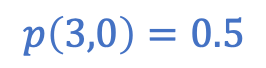 p(3,0) = 0.5